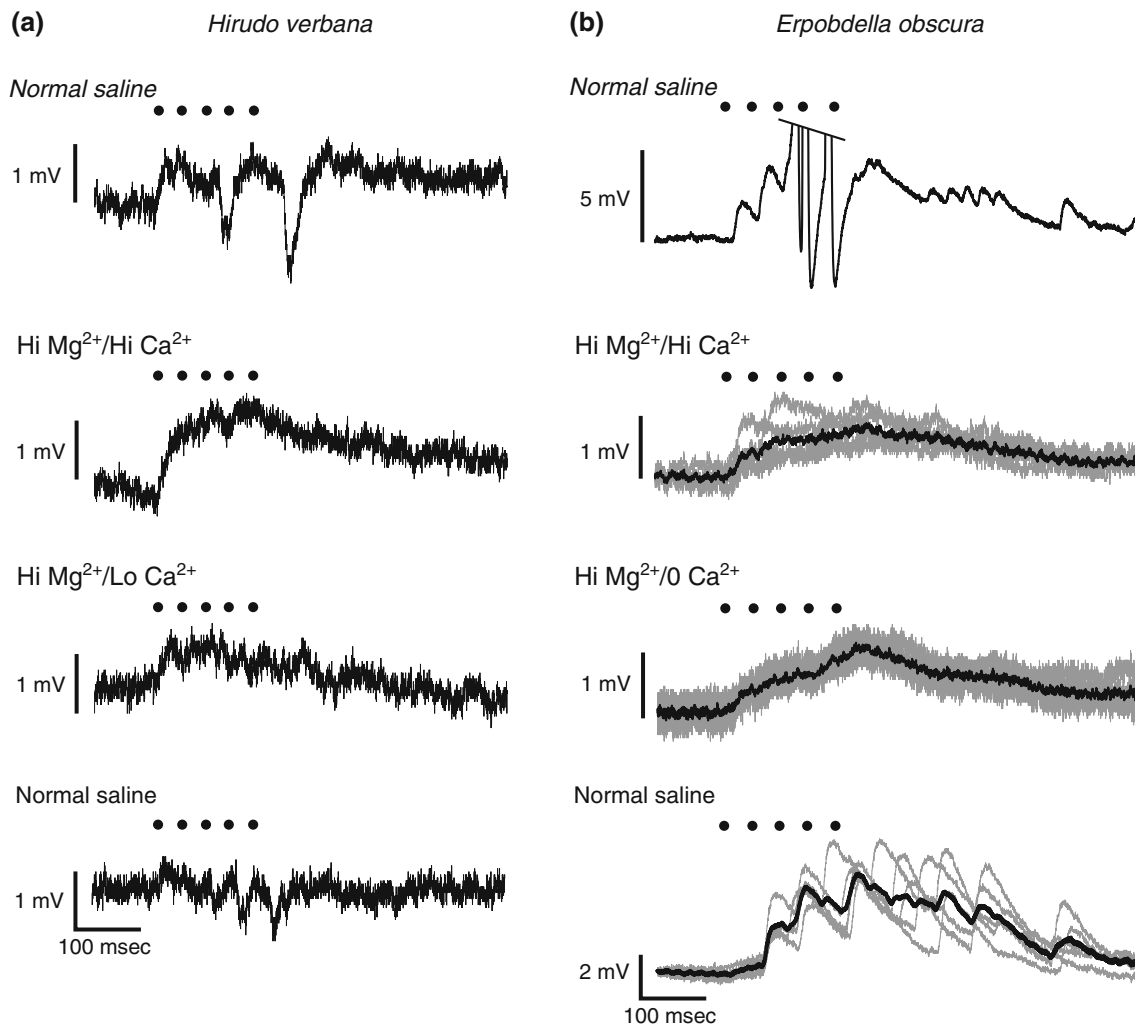 (a) Hirudo verbana
Normal saline
1 mV
Hi Mg²⁺/Hi Ca²⁺
1 mV
Hi Mg²⁺/Lo Ca²⁺
1 mV
Normal saline
1 mV
100 msec
(b) Erpobdella obscura
Normal saline
5 mV
Hi Mg²⁺/Hi Ca²⁺
1 mV
Hi Mg²⁺/0 Ca²⁺
1 mV
Normal saline
2 mV
100 msec